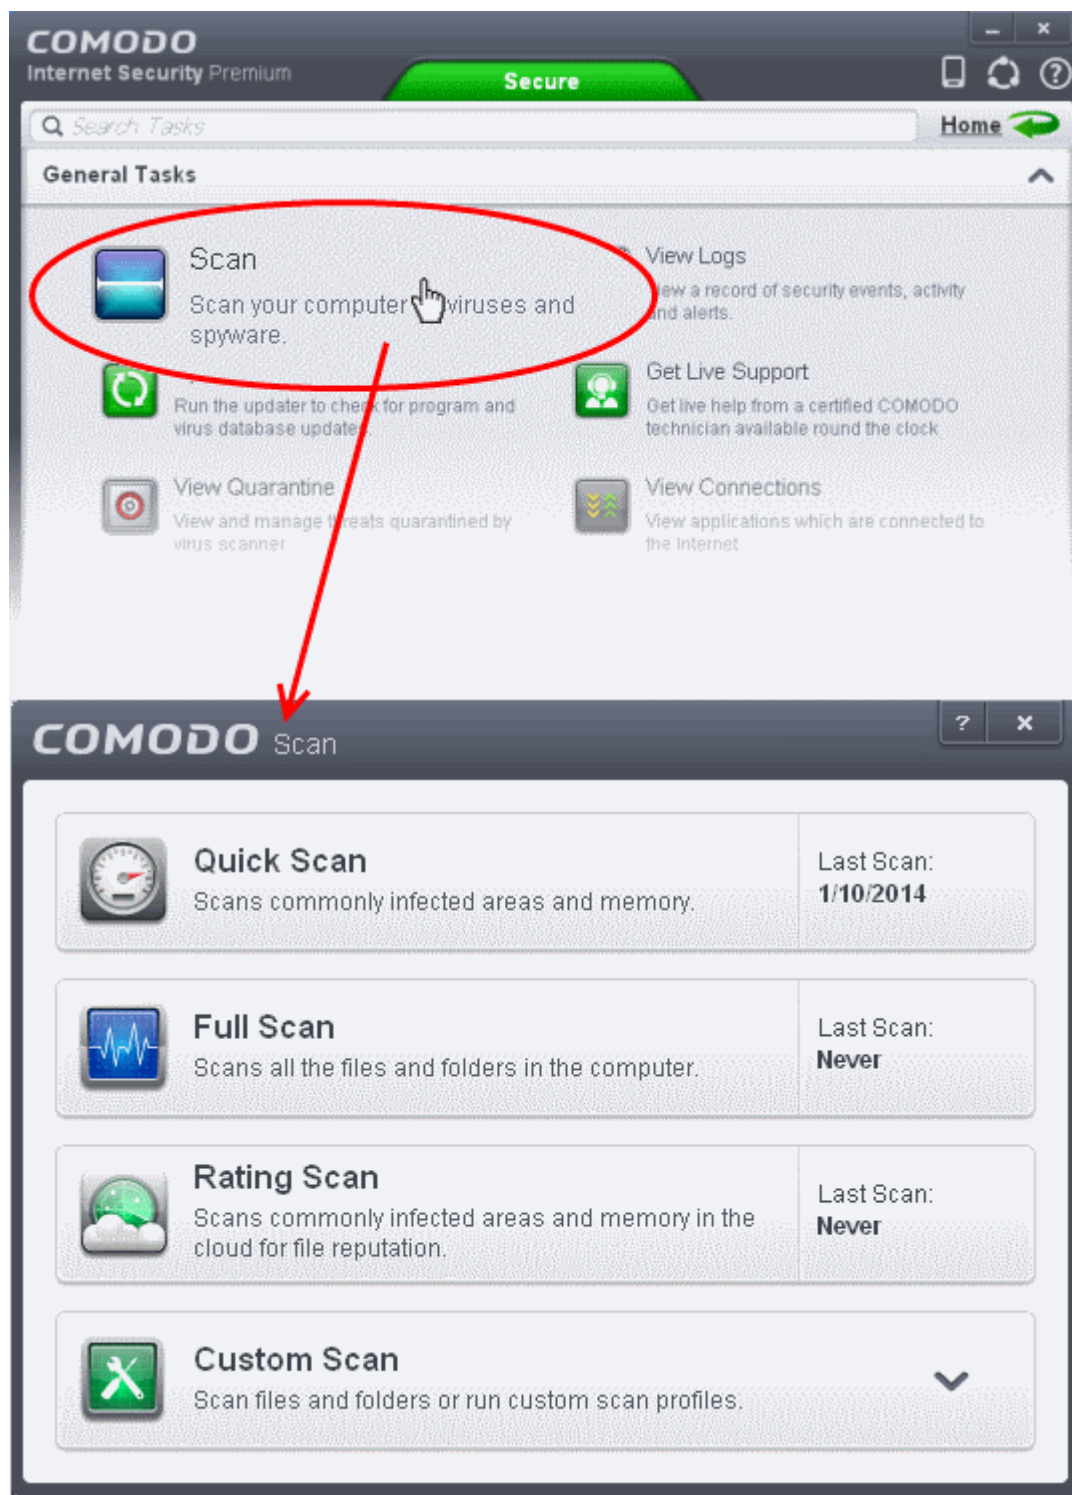 COMODO
Internet Security Premium
Secure
Search Tasks
Home
General Tasks
Scan
Scan your computer viruses and
spyware.
View Logs
View a record of security events, activity
and alerts.
Run the updater to check for program and
virus database updates.
Get Live Support
Get live help from a certified COMODO
technician available round the clock
View Quarantine
View and manage threats quarantined by
virus scanner
View Connections
View applications which are connected to
the Internet
COMODO Scan
?
Quick Scan
Scans commonly infected areas and memory.
Last Scan:
1/10/2014
Full Scan
Scans all the files and folders in the computer.
Last Scan:
Never
Rating Scan
Scans commonly infected areas and memory in the
cloud for file reputation.
Last Scan:
Never
Custom Scan
Scan files and folders or run custom scan profiles.